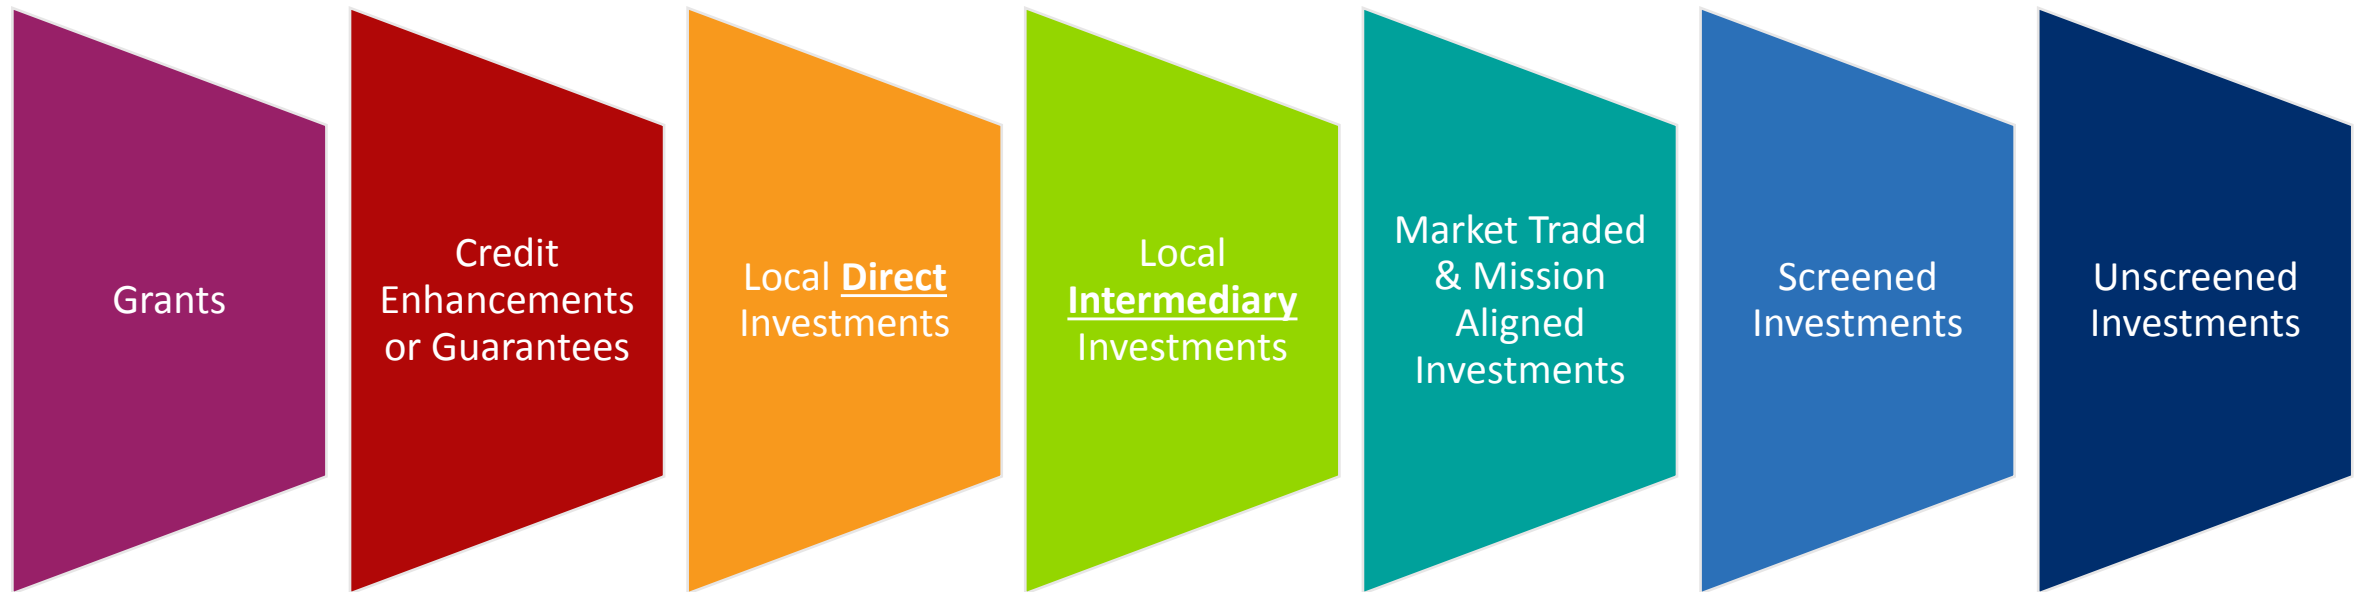 Grants
Credit
Enhancements
or Guarantees
Local Direct
Investments
Local
Intermediary
Investments
Market Traded
& Mission
Aligned
Investments
Screened
Investments
Unscreened
Investments